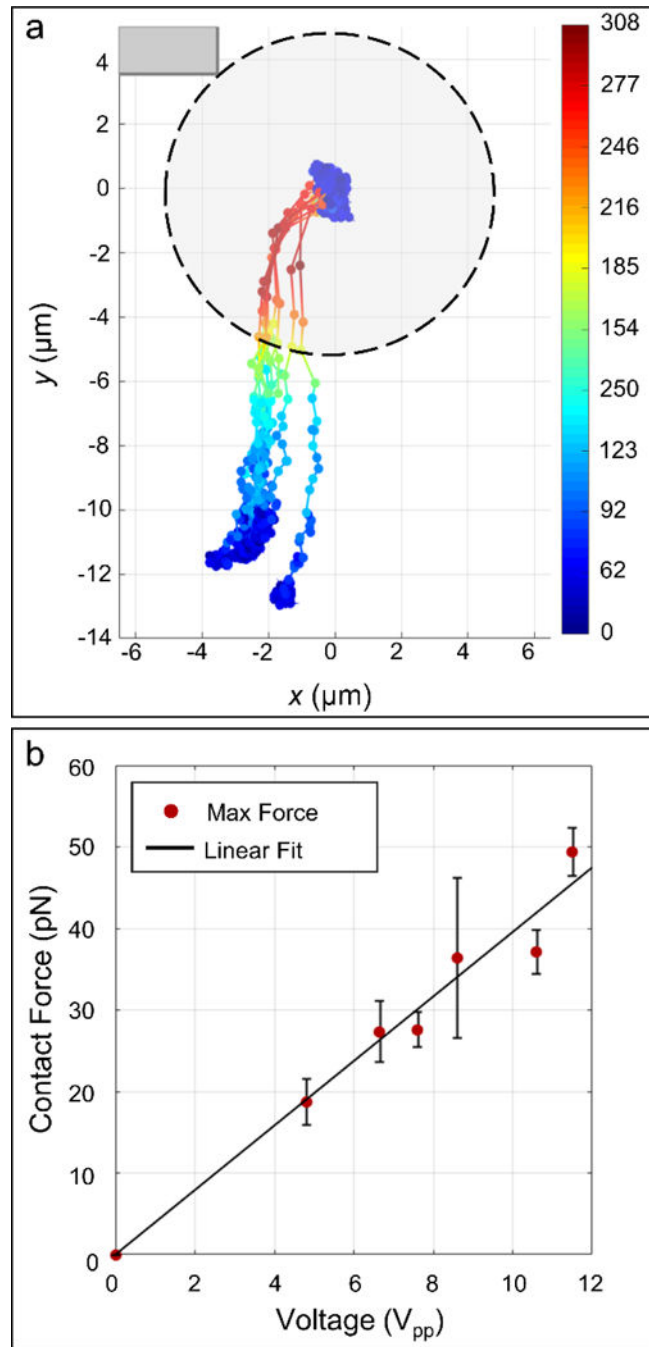 a
4
2
0
-2
-4
-6
-8
-10
-12
-14
y (µm)
-6 -4 -2 0 2 4 6
x (µm)
308
277
246
216
185
154
250
123
92
62
0
b
60
50
40
30
20
10
0
Contact Force (pN)
Max Force
Linear Fit
0 2 4 6 8 10 12
Voltage (Vpp)